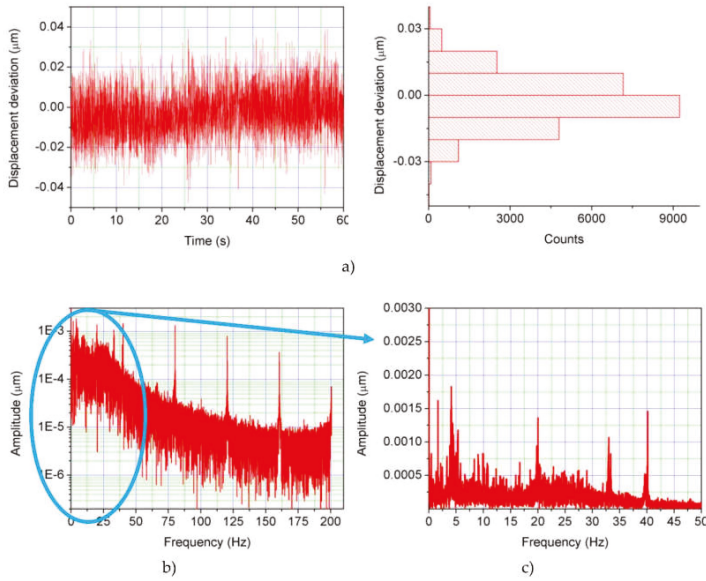 0.04
0.02
0.00
-0.02
-0.04
Displacement deviation (μm)
0 10 20 30 40 50 60
Time (s)
0.03
0.00
-0.03
Displacement deviation (μm)
0 3000 6000 9000
Counts
a)
1E-3
1E-4
1E-5
1E-6
Amplitude (μm)
0 25 50 75 100 125 150 175 200
Frequency (Hz)
b)
0.0030
0.0025
0.0020
0.0015
0.0010
0.0005
Amplitude (μm)
0 5 10 15 20 25 30 35 40 45 50
Frequency (Hz)
c)